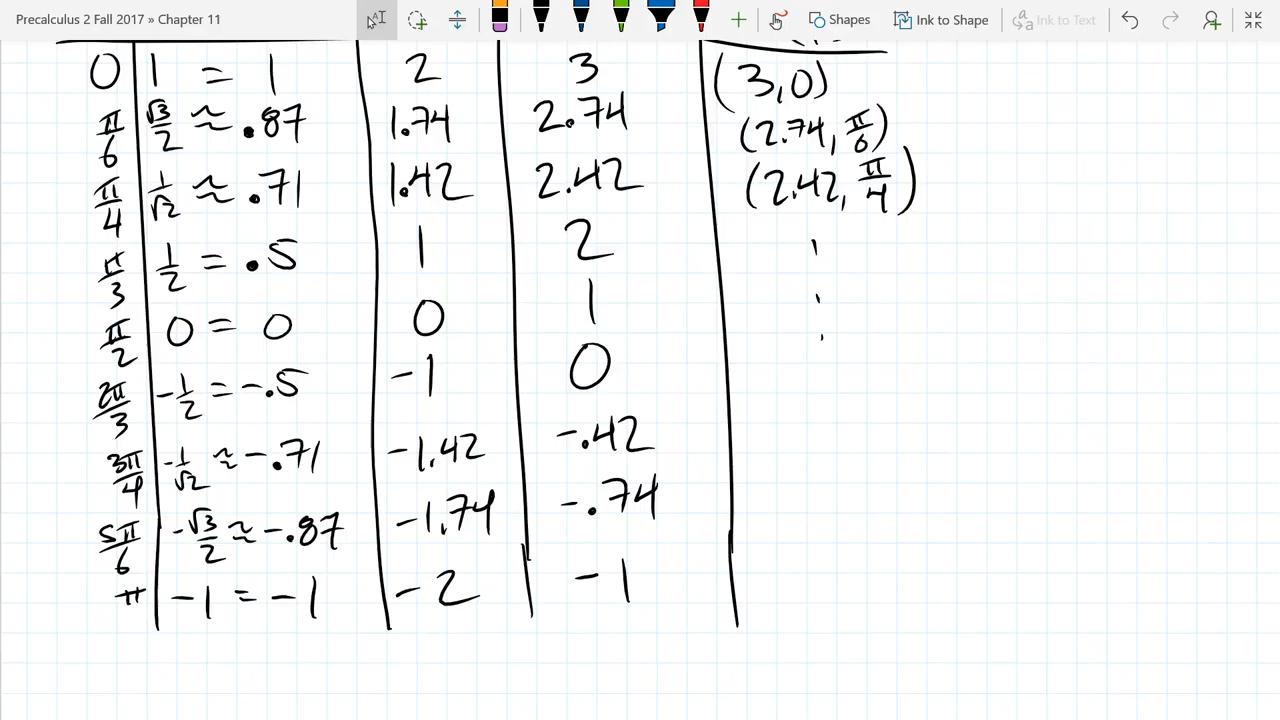 Precalculus 2 Fall 2017 » Chapter 11
Shapes
Ink to Shape
Ink to Text
0 1 = 1 2 3 (3,0)
π/6 √3/2 ≈ .87 1.74 2.74 (2.74, π/6)
π/4 1/√2 ≈ .71 1.42 2.42 (2.42, π/4)
π/3 1/2 = .5 1 2
π/2 0 = 0 0 1
2π/3 -1/2 = -.5 -1 0
3π/4 -1/√2 ≈ -.71 -1.42 -.42
5π/6 -√3/2 ≈ -.87 -1.74 -.74
π -1 = -1 -2 -1